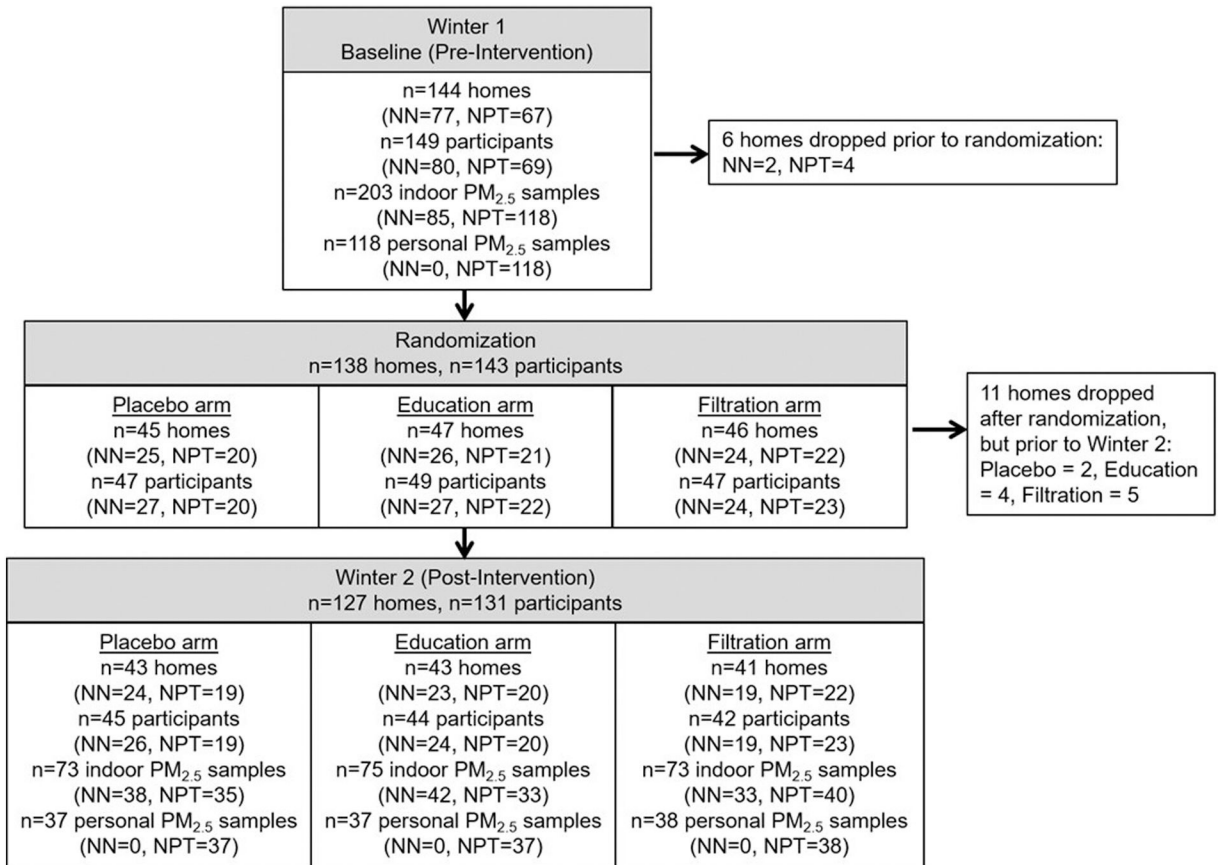 Winter 1
Baseline (Pre-Intervention)
n=144 homes
(NN=77, NPT=67)
n=149 participants
(NN=80, NPT=69)
n=203 indoor PM2.5 samples
(NN=85, NPT=118)
n=118 personal PM2.5 samples
(NN=0, NPT=118)
6 homes dropped prior to randomization:
NN=2, NPT=4
Randomization
n=138 homes, n=143 participants
Placebo arm
n=45 homes
(NN=25, NPT=20)
n=47 participants
(NN=27, NPT=20)
Education arm
n=47 homes
(NN=26, NPT=21)
n=49 participants
(NN=27, NPT=22)
Filtration arm
n=46 homes
(NN=24, NPT=22)
n=47 participants
(NN=24, NPT=23)
11 homes dropped
after randomization,
but prior to Winter 2:
Placebo = 2, Education
= 4, Filtration = 5
Winter 2 (Post-Intervention)
n=127 homes, n=131 participants
Placebo arm
n=43 homes
(NN=24, NPT=19)
n=45 participants
(NN=26, NPT=19)
n=73 indoor PM2.5 samples
(NN=38, NPT=35)
n=37 personal PM2.5 samples
(NN=0, NPT=37)
Education arm
n=43 homes
(NN=23, NPT=20)
n=44 participants
(NN=24, NPT=20)
n=75 indoor PM2.5 samples
(NN=42, NPT=33)
n=37 personal PM2.5 samples
(NN=0, NPT=37)
Filtration arm
n=41 homes
(NN=19, NPT=22)
n=42 participants
(NN=19, NPT=23)
n=73 indoor PM2.5 samples
(NN=33, NPT=40)
n=38 personal PM2.5 samples
(NN=0, NPT=38)